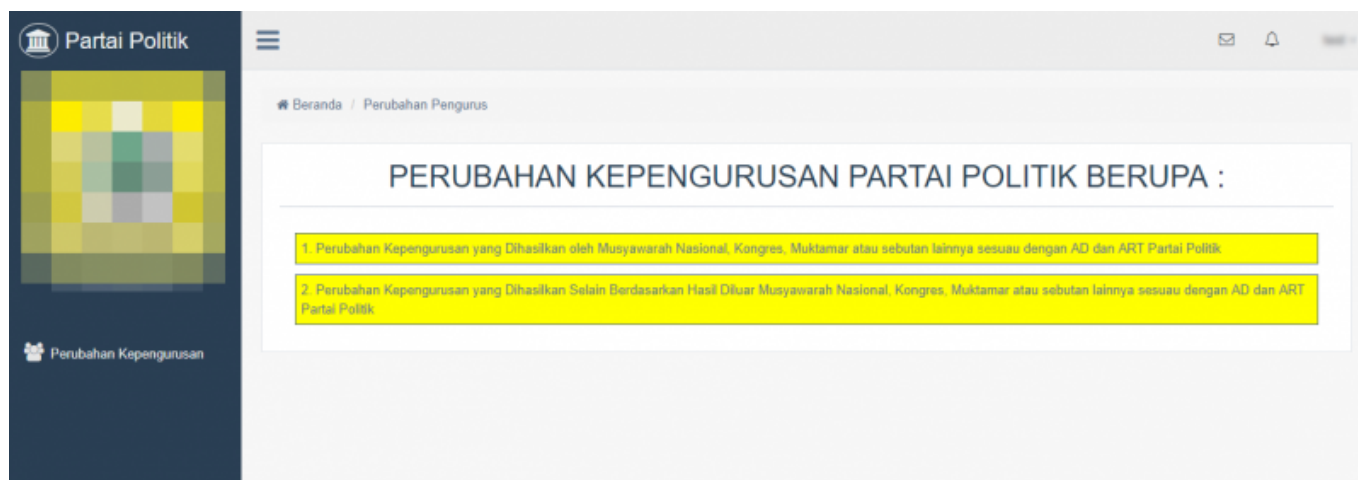 Partai Politik
Beranda / Perubahan Pengurus
PERUBAHAN KEPENGURUSAN PARTAI POLITIK BERUPA :
1. Perubahan Kepengurusan yang Dihasilkan oleh Musyawarah Nasional, Kongres, Muktamar atau sebutan lainnya sesuau dengan AD dan ART Partai Politik
2. Perubahan Kepengurusan yang Dihasilkan Selain Berdasarkan Hasil Diluar Musyawarah Nasional, Kongres, Muktamar atau sebutan lainnya sesuau dengan AD dan ART
Partai Politik
Perubahan Kepengurusan